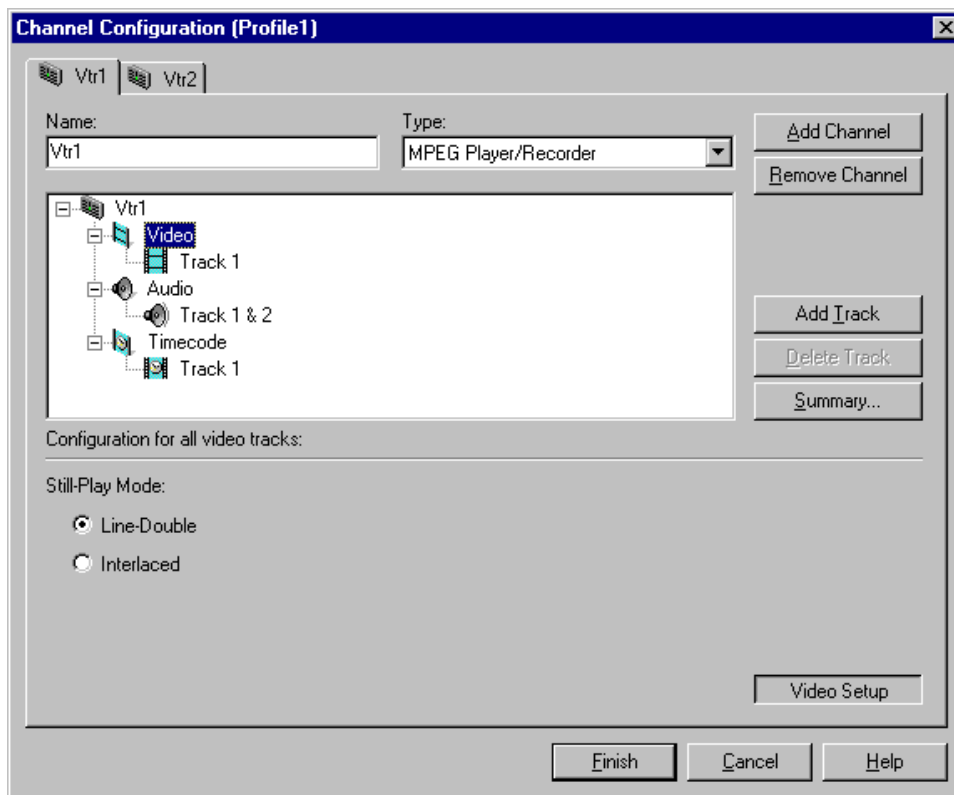 Channel Configuration (Profile1)
Vtr1 Vtr2
Name: Type:
Vtr1 MPEG Player/Recorder
Add Channel
Remove Channel
Vtr1
Video
Track 1
Audio
Track 1 & 2
Timecode
Track 1
Add Track
Delete Track
Summary...
Configuration for all video tracks:
Still-Play Mode:
Line-Double
Interlaced
Video Setup
Finish Cancel Help